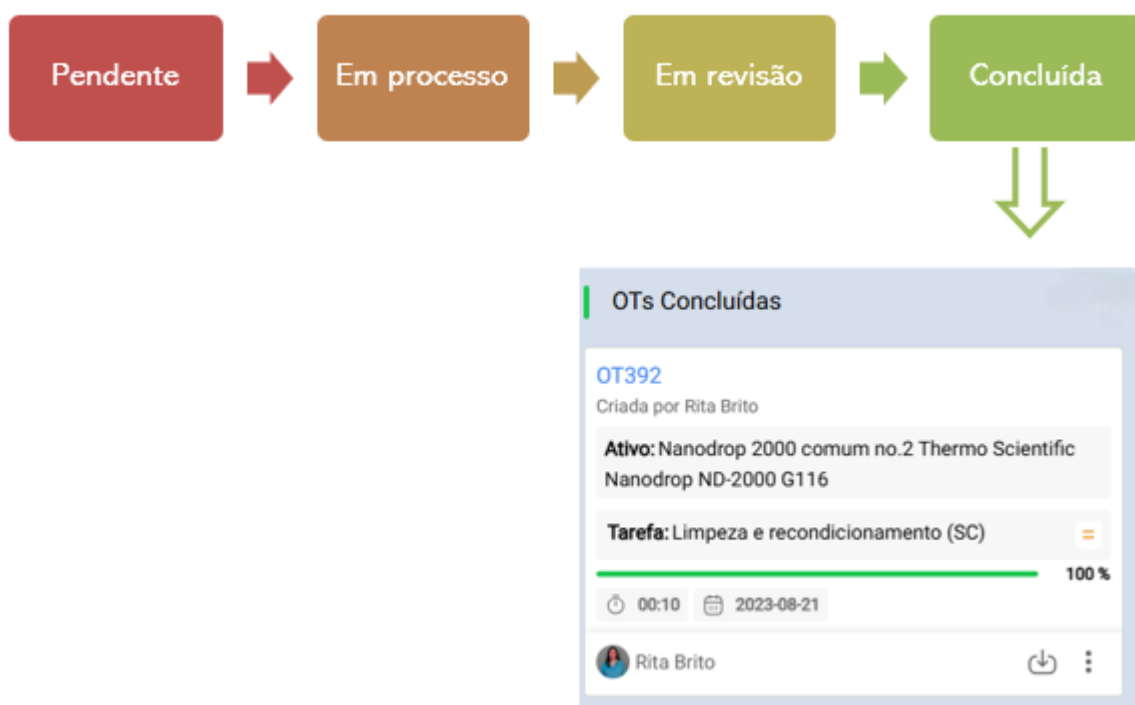 Pendente
Em processo
Em revisão
Concluída
OTs Concluídas
OT392
Criada por Rita Brito
Ativo: Nanodrop 2000 comum no.2 Thermo Scientific
Nanodrop ND-2000 G116
Tarefa: Limpeza e recondicionamento (SC)
=
100 %
00:10 2023-08-21
Rita Brito